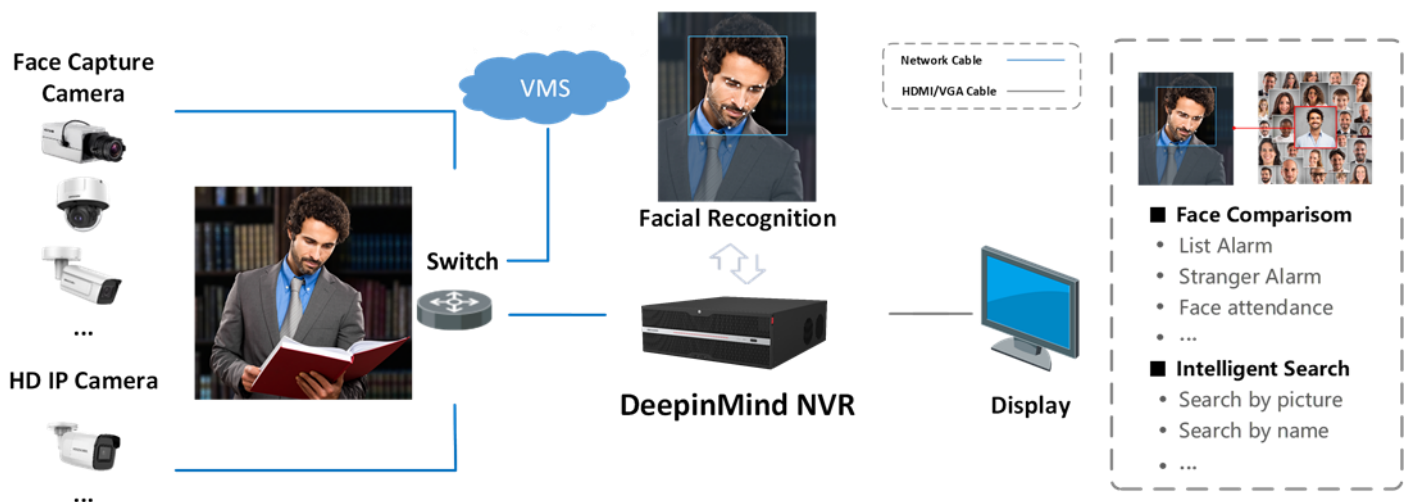 Face Capture
Camera
...
HD IP Camera
...
VMS
Switch
Facial Recognition
DeepinMind NVR
Display
Network Cable
HDMI/VGA Cable
■ Face Comparisom
• List Alarm
• Stranger Alarm
• Face attendance
• ...
■ Intelligent Search
• Search by picture
• Search by name
• ...